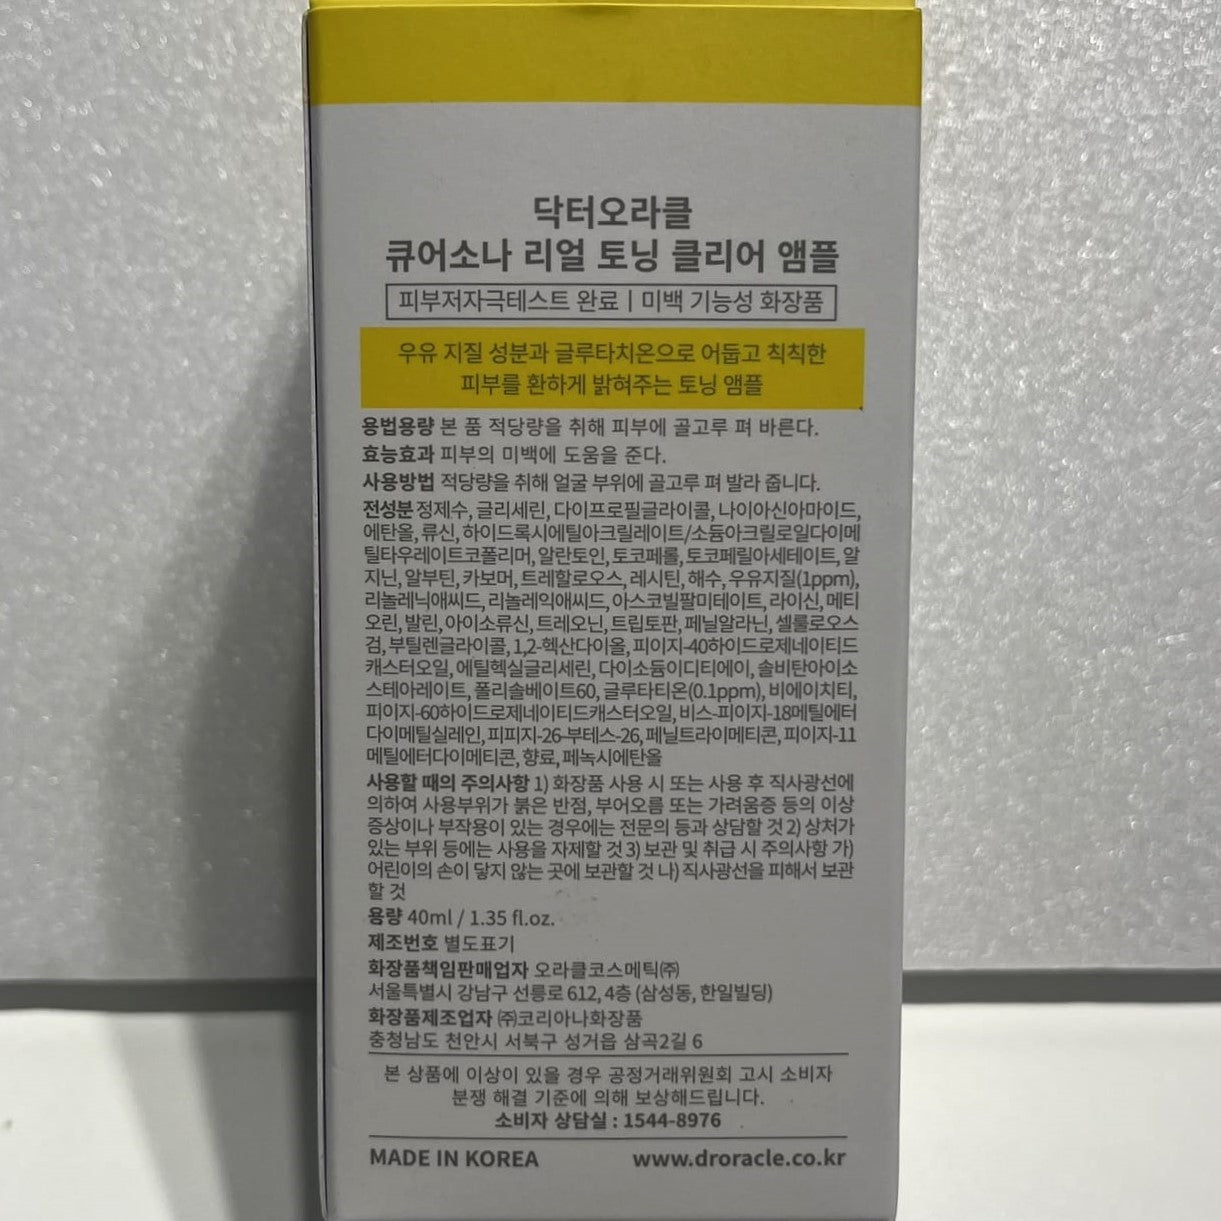 닥터오라클
큐어소나 리얼 토닝 클리어 앰플
피부저자극테스트 완료 | 미백 기능성 화장품
우유 지질 성분과 글루타치온으로 어둡고 칙칙한
피부를 환하게 밝혀주는 토닝 앰플
용법용량 본 품 적당량을 취해 피부에 골고루 펴 바른다.
효능효과 피부의 미백에 도움을 준다.
사용방법 적당량을 취해 얼굴 부위에 골고루 펴 발라 줍니다.
전성분 정제수, 글리세린, 다이프로필글라이콜, 나이아신아마이드,
에탄올, 류신, 하이드록시에틸아크릴레이트/소듐아크릴로일다이메
틸타우레이트코폴리머, 알란토인, 토코페롤, 토코페릴아세테이트, 알
지닌, 알부틴, 카보머, 트레할로오스, 레시틴, 해수, 우유지질(1ppm),
리놀레닉애씨드, 리놀레익애씨드, 아스코빌팔미테이트, 라이신, 메티
오린, 발린, 아이소류신, 트레오닌, 트립토판, 페닐알라닌, 셀룰로오스
검, 부틸렌글라이콜, 1,2-헥산다이올, 피이지-40하이드로제네이티드
캐스터오일, 에틸헥실글리세린, 다이소듐이디티에이, 솔비탄아이소
스테아레이트, 폴리솔베이트60, 글루타티온(0.1ppm), 비에이치티,
피이지-60하이드로제네이티드캐스터오일, 비스-피이지-18메틸에터
다이메틸실레인, 피피지-26-부테스-26, 페닐트라이메티콘, 피이지-11
메틸에터다이메티콘, 향료, 페녹시에탄올
사용할 때의 주의사항 1) 화장품 사용 시 또는 사용 후 직사광선에
의하여 사용부위가 붉은 반점, 부어오름 또는 가려움증 등의 이상
증상이나 부작용이 있는 경우에는 전문의 등과 상담할 것 2) 상처가
있는 부위 등에는 사용을 자제할 것 3) 보관 및 취급 시 주의사항 가)
어린이의 손이 닿지 않는 곳에 보관할 것 나) 직사광선을 피해서 보관
할 것
용량 40ml / 1.35 fl.oz.
제조번호 별도표기
화장품책임판매업자 오라클코스메틱㈜
서울특별시 강남구 선릉로 612, 4층 (삼성동, 한일빌딩)
화장품제조업자 ㈜코리아나화장품
충청남도 천안시 서북구 성거읍 삼곡2길 6
본 상품에 이상이 있을 경우 공정거래위원회 고시 소비자
분쟁 해결 기준에 의해 보상해드립니다.
소비자 상담실 : 1544-8976
MADE IN KOREA www.droracle.co.kr